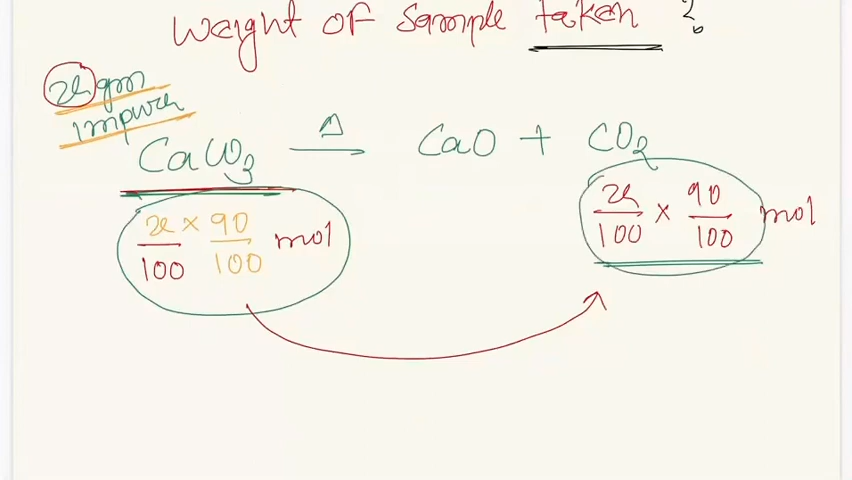 Weight of sample taken ?
x gm
impure
CaCO3 Δ CaO + CO2
x/100 × 90/100 mol
x/100 × 90/100 mol